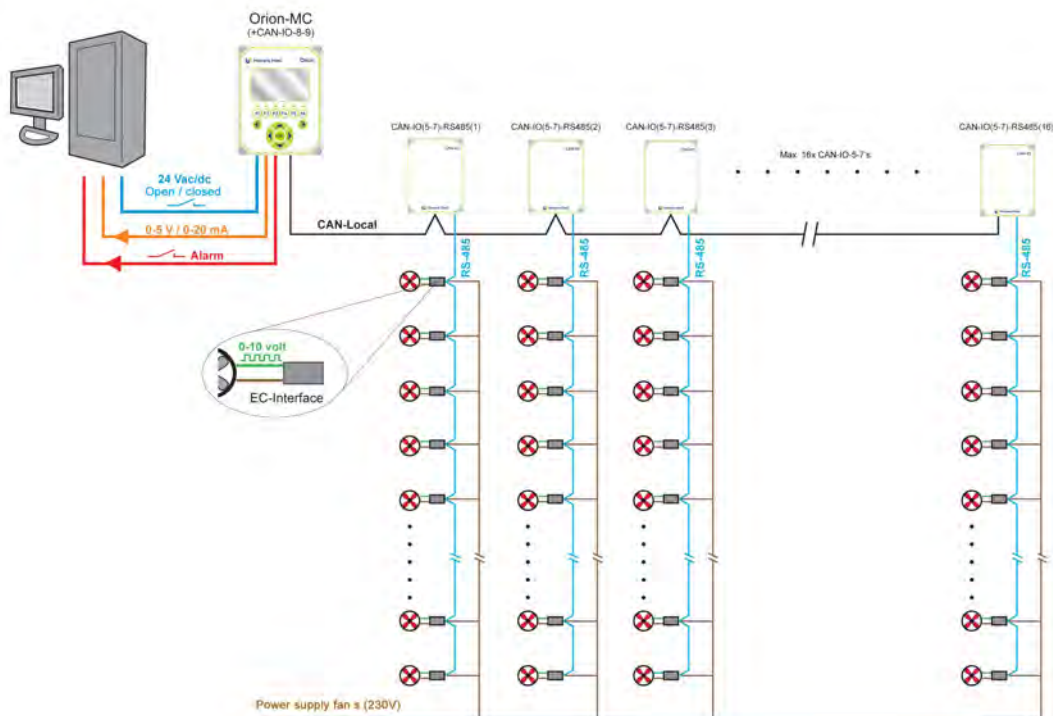 Orion-MC
(+CAN-IO-8-9)
CAN-IO(5-7)-RS485(1)
CAN-IO(5-7)-RS485(2)
CAN-IO(5-7)-RS485(3)
CAN-IO(5-7)-RS485(16)
Max. 16x CAN-IO-5-7's
24 Vac/dc
Open / closed
0-5 V / 0-20 mA
Alarm
CAN-Local
RS-485
RS-485
RS-485
RS-485
0-10 volt
EC-Interface
Power supply fan s (230V)